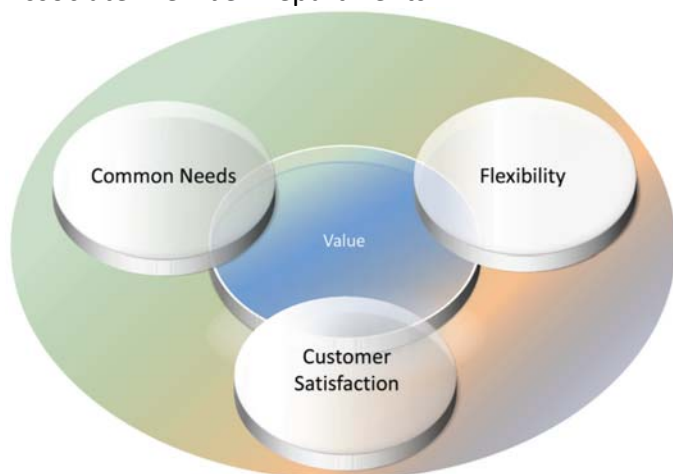 Common Needs
Flexibility
Value
Customer
Satisfaction